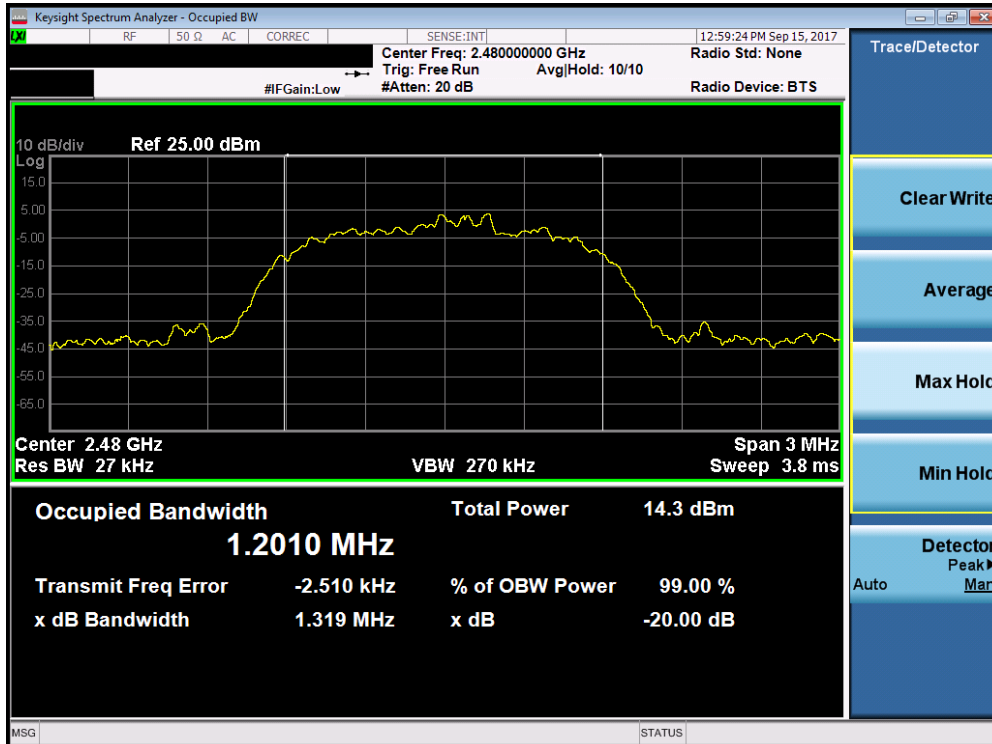 Keysight Spectrum Analyzer - Occupied BW
LXI RF 50 Ω AC CORREC SENSE:INT 12:59:24 PM Sep 15, 2017
Center Freq: 2.480000000 GHz Radio Std: None
Trig: Free Run Avg|Hold: 10/10
#IFGain:Low #Atten: 20 dB Radio Device: BTS
10 dB/div Ref 25.00 dBm
Log
15.0
5.00
-5.00
-15.0
-25.0
-35.0
-45.0
-55.0
-65.0
Center 2.48 GHz Span 3 MHz
Res BW 27 kHz VBW 270 kHz Sweep 3.8 ms
Occupied Bandwidth Total Power 14.3 dBm
1.2010 MHz
Transmit Freq Error -2.510 kHz % of OBW Power 99.00 %
x dB Bandwidth 1.319 MHz x dB -20.00 dB
Trace/Detector
Clear Write
Average
Max Hold
Min Hold
Detector
Peak
Auto Man
MSG STATUS